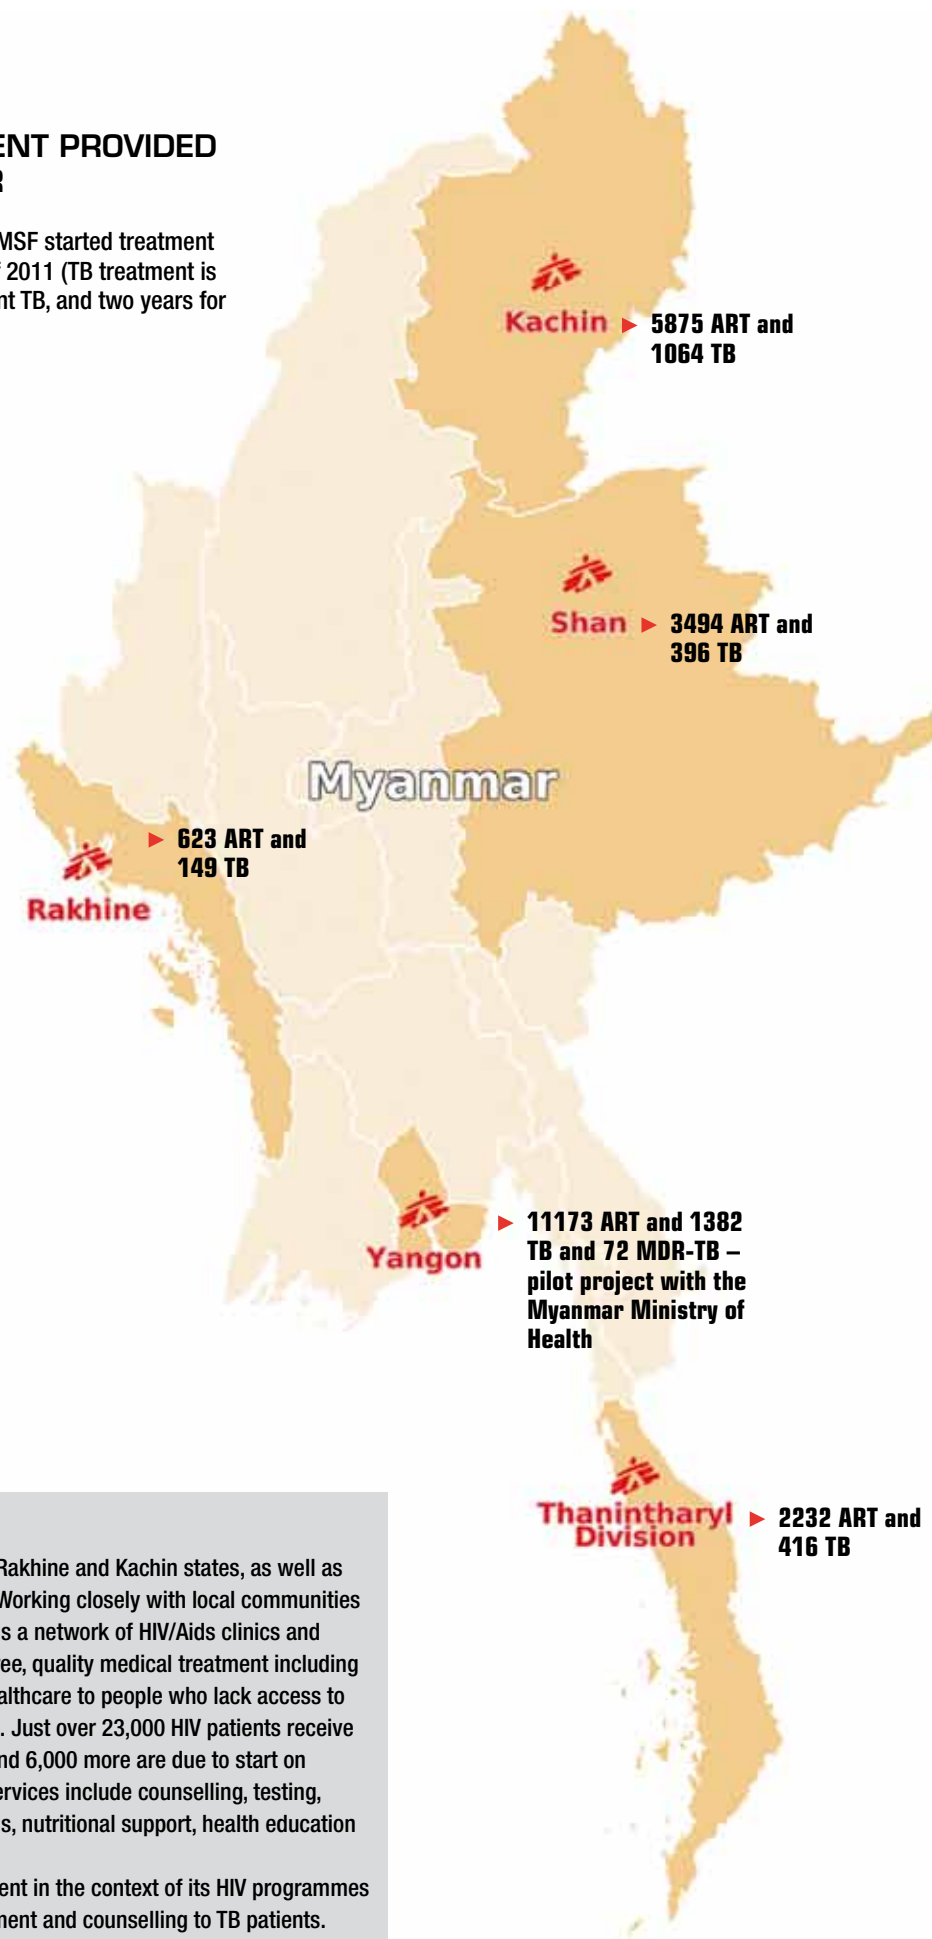 ENT PROVIDED
R
MSF started treatment
f 2011 (TB treatment is
nt TB, and two years for
Kachin
5875 ART and
1064 TB
Shan
3494 ART and
396 TB
Myanmar
623 ART and
149 TB
Rakhine
11173 ART and 1382
TB and 72 MDR-TB –
pilot project with the
Myanmar Ministry of
Health
Yangon
Thanintharyl
Division
2232 ART and
416 TB
Rakhine and Kachin states, as well as
Working closely with local communities
s a network of HIV/Aids clinics and
ree, quality medical treatment including
althcare to people who lack access to
. Just over 23,000 HIV patients receive
nd 6,000 more are due to start on
ervices include counselling, testing,
s, nutritional support, health education
ent in the context of its HIV programmes
ment and counselling to TB patients.